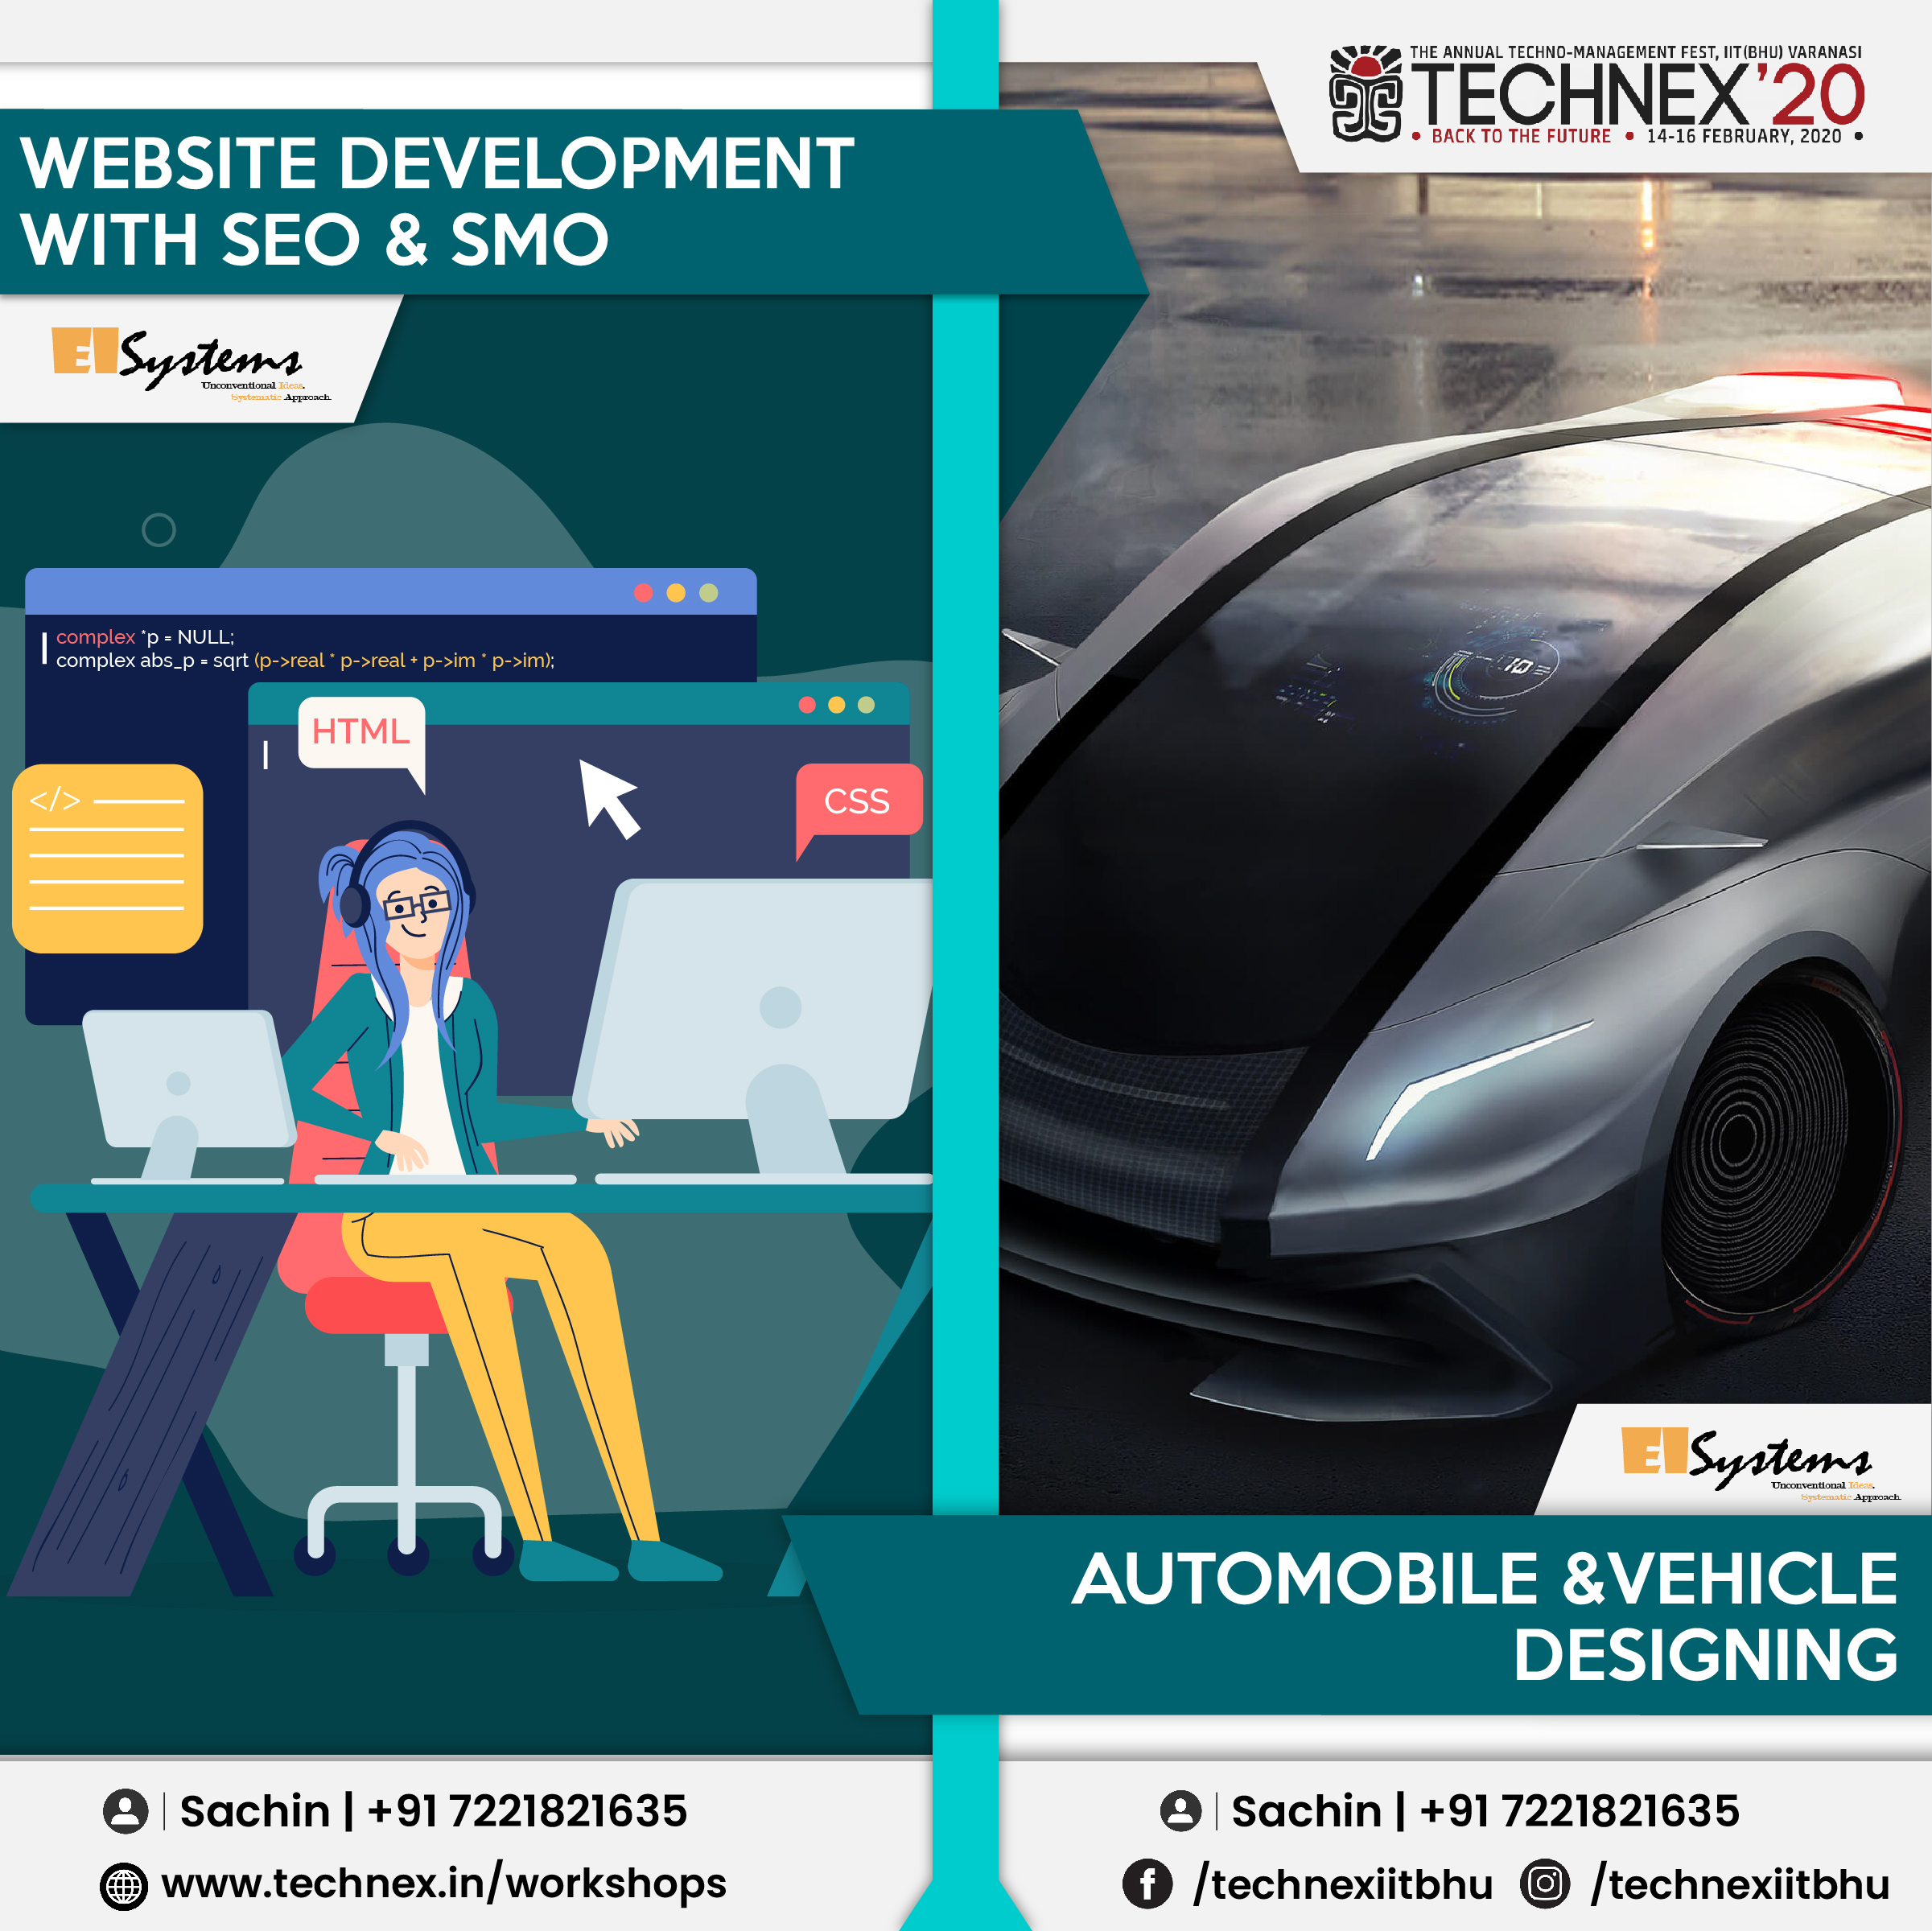 THE ANNUAL TECHNO-MANAGEMENT FEST, IIT(BHU) VARANASI
TECHNEX'20
• BACK TO THE FUTURE • 14-16 FEBRUARY, 2020 •
WEBSITE DEVELOPMENT
WITH SEO & SMO
EI Systems
Unconventional Ideas.
Systematic Approach.
complex *p = NULL;
complex abs_p = sqrt (p->real * p->real + p->im * p->im);
HTML
CSS
</>
10
EI Systems
Unconventional Ideas.
Systematic Approach.
AUTOMOBILE &VEHICLE
DESIGNING
Sachin | +91 7221821635
www.technex.in/workshops
Sachin | +91 7221821635
/technexiitbhu /technexiitbhu